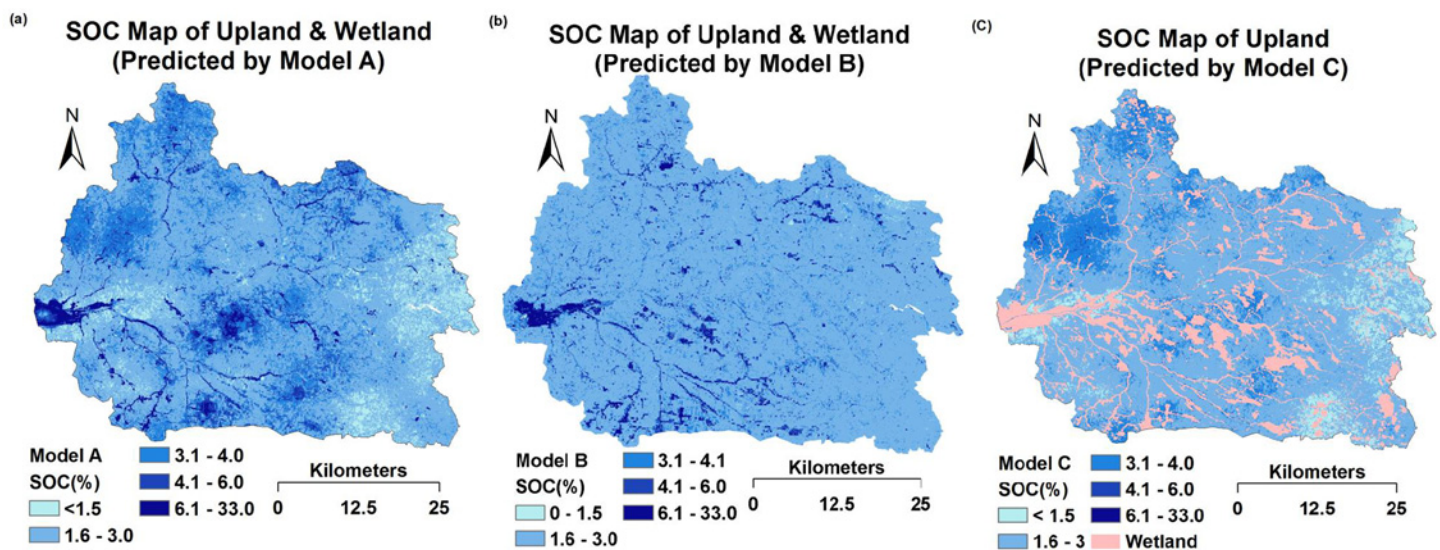 (a)
SOC Map of Upland & Wetland
(Predicted by Model A)
N
Model A
SOC(%)
<1.5
1.6 - 3.0
3.1 - 4.0
4.1 - 6.0
6.1 - 33.0
Kilometers
0 12.5 25
(b)
SOC Map of Upland & Wetland
(Predicted by Model B)
N
Model B
SOC(%)
0 - 1.5
1.6 - 3.0
3.1 - 4.1
4.1 - 6.0
6.1 - 33.0
Kilometers
0 12.5 25
(C)
SOC Map of Upland
(Predicted by Model C)
N
Model C
SOC(%)
< 1.5
1.6 - 3
3.1 - 4.0
4.1 - 6.0
6.1 - 33.0
Wetland
Kilometers
0 12.5 25